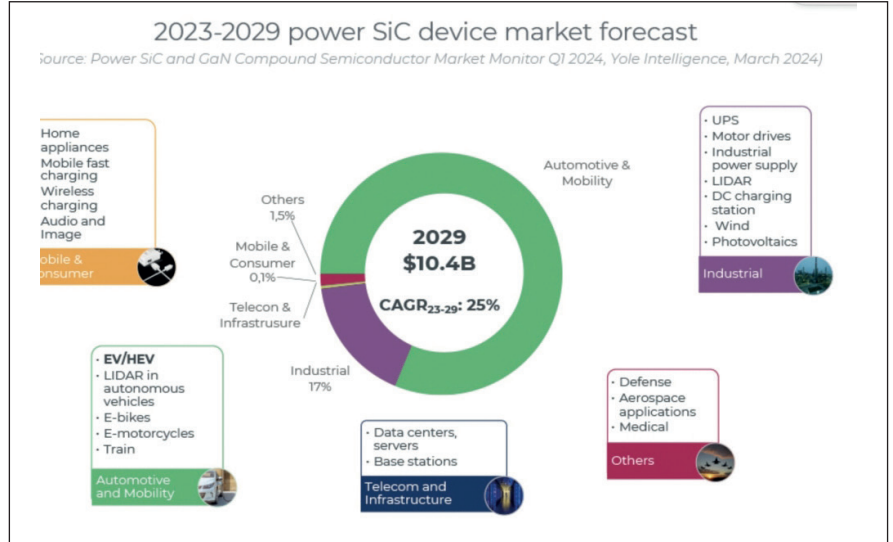 2023-2029 power SiC device market forecast
Source: Power SiC and GaN Compound Semiconductor Market Monitor Q1 2024, Yole Intelligence, March 2024)
Home
appliances
Mobile fast
charging
Wireless
charging
Audio and
Image
obile &
onsumer
Others
1,5%
Mobile &
Consumer
0,1%
Telecon &
Infrastrusure
Industrial
17%
2029
$10.4B
CAGR23-29: 25%
Automotive &
Mobility
· UPS
· Motor drives
· Industrial
power supply
· LIDAR
· DC charging
station
· Wind
· Photovoltaics
Industrial
· EV/HEV
· LIDAR in
autonomous
vehicles
· E-bikes
· E-motorcycles
· Train
Automotive
and Mobility
· Data centers,
servers
· Base stations
Telecom and
Infrastructure
· Defense
· Aerospace
applications
· Medical
Others